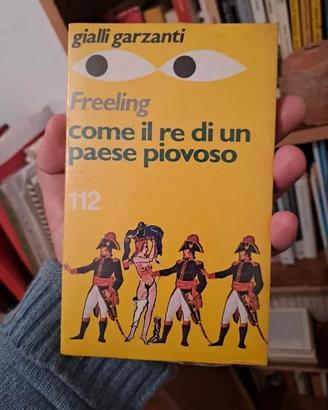 gialli garzanti
Freeling
come il re di un
paese piovoso
112